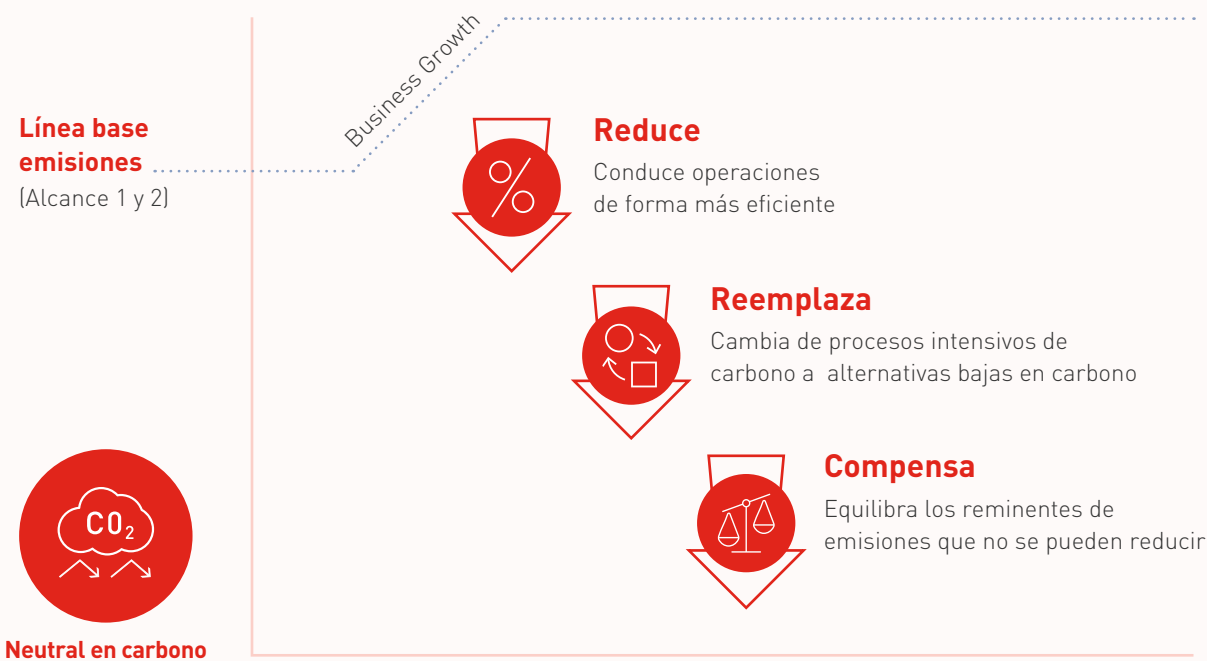 Business Growth
Línea base
emisiones
(Alcance 1 y 2)
Reduce
Conduce operaciones
de forma más eficiente
Reemplaza
Cambia de procesos intensivos de
carbono a alternativas bajas en carbono
Compensa
Equilibra los reminentes de
emisiones que no se pueden reducir
CO₂
Neutral en carbono